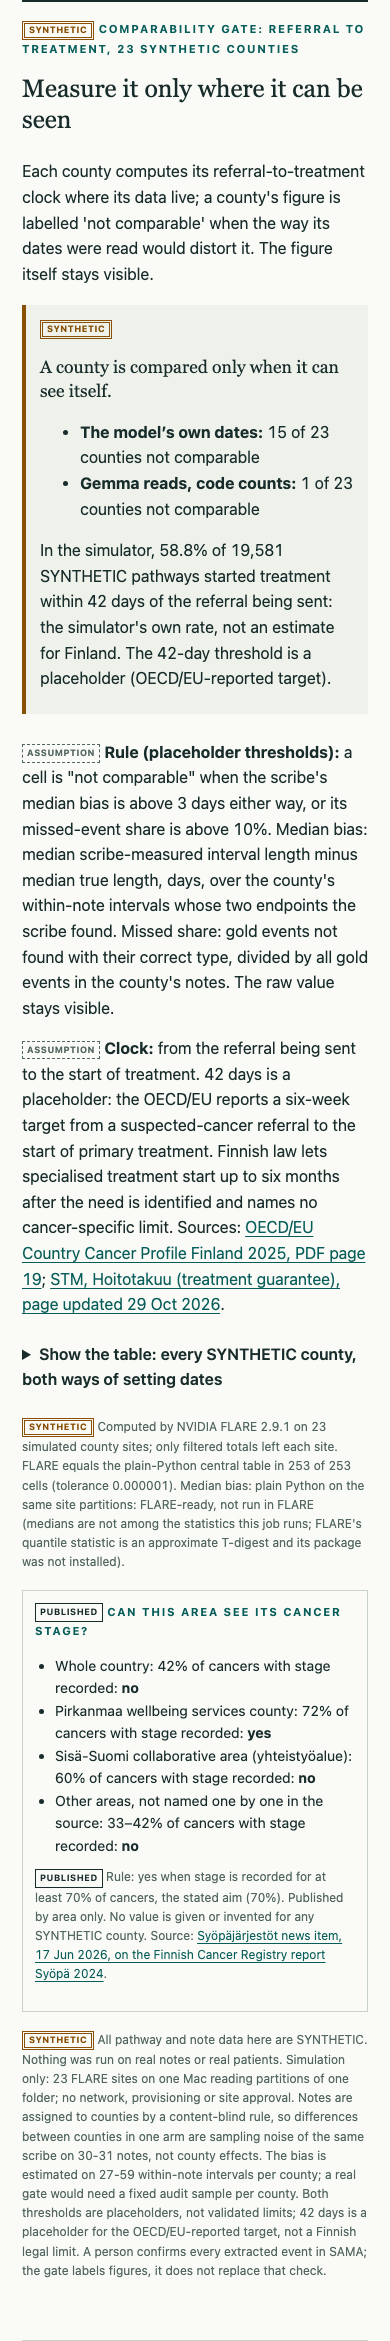 SYNTHETIC COMPARABILITY GATE: REFERRAL TO
TREATMENT, 23 SYNTHETIC COUNTIES
Measure it only where it can be
seen
Each county computes its referral-to-treatment
clock where its data live; a county's figure is
labelled 'not comparable' when the way its
dates were read would distort it. The figure
itself stays visible.
SYNTHETIC
A county is compared only when it can
see itself.
• The model’s own dates: 15 of 23
counties not comparable
• Gemma reads, code counts: 1 of 23
counties not comparable
In the simulator, 58.8% of 19,581
SYNTHETIC pathways started treatment
within 42 days of the referral being sent:
the simulator's own rate, not an estimate
for Finland. The 42-day threshold is a
placeholder (OECD/EU-reported target).
ASSUMPTION Rule (placeholder thresholds): a
cell is "not comparable" when the scribe's
median bias is above 3 days either way, or its
missed-event share is above 10%. Median bias:
median scribe-measured interval length minus
median true length, days, over the county's
within-note intervals whose two endpoints the
scribe found. Missed share: gold events not
found with their correct type, divided by all gold
events in the county's notes. The raw value
stays visible.
ASSUMPTION Clock: from the referral being sent
to the start of treatment. 42 days is a
placeholder: the OECD/EU reports a six-week
target from a suspected-cancer referral to the
start of primary treatment. Finnish law lets
specialised treatment start up to six months
after the need is identified and names no
cancer-specific limit. Sources: OECD/EU
Country Cancer Profile Finland 2025, PDF page
19; STM, Hoitotakuu (treatment guarantee),
page updated 29 Oct 2026.
▶ Show the table: every SYNTHETIC county,
both ways of setting dates
SYNTHETIC Computed by NVIDIA FLARE 2.9.1 on 23
simulated county sites; only filtered totals left each site.
FLARE equals the plain-Python central table in 253 of 253
cells (tolerance 0.000001). Median bias: plain Python on the
same site partitions: FLARE-ready, not run in FLARE
(medians are not among the statistics this job runs; FLARE's
quantile statistic is an approximate T-digest and its package
was not installed).
PUBLISHED CAN THIS AREA SEE ITS CANCER
STAGE?
• Whole country: 42% of cancers with stage
recorded: no
• Pirkanmaa wellbeing services county: 72% of
cancers with stage recorded: yes
• Sisä-Suomi collaborative area (yhteistyöalue):
60% of cancers with stage recorded: no
• Other areas, not named one by one in the
source: 33–42% of cancers with stage
recorded: no
PUBLISHED Rule: yes when stage is recorded for at
least 70% of cancers, the stated aim (70%). Published
by area only. No value is given or invented for any
SYNTHETIC county. Source: Syöpäjärjestöt news item,
17 Jun 2026, on the Finnish Cancer Registry report
Syöpä 2024.
SYNTHETIC All pathway and note data here are SYNTHETIC.
Nothing was run on real notes or real patients. Simulation
only: 23 FLARE sites on one Mac reading partitions of one
folder; no network, provisioning or site approval. Notes are
assigned to counties by a content-blind rule, so differences
between counties in one arm are sampling noise of the same
scribe on 30-31 notes, not county effects. The bias is
estimated on 27-59 within-note intervals per county; a real
gate would need a fixed audit sample per county. Both
thresholds are placeholders, not validated limits; 42 days is a
placeholder for the OECD/EU-reported target, not a Finnish
legal limit. A person confirms every extracted event in SAMA;
the gate labels figures, it does not replace that check.